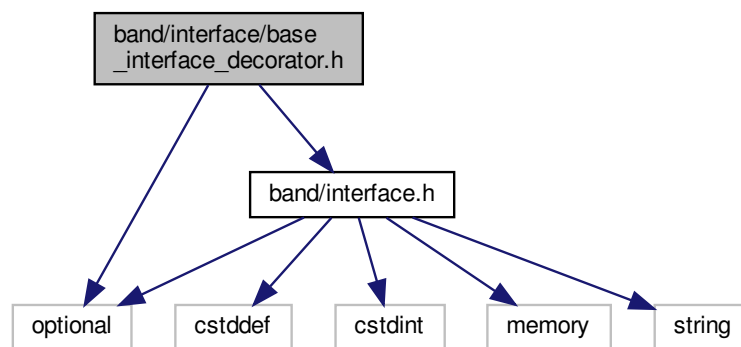 band/interface/base
_interface_decorator.h
band/interface.h
optional
cstddef
cstdint
memory
string